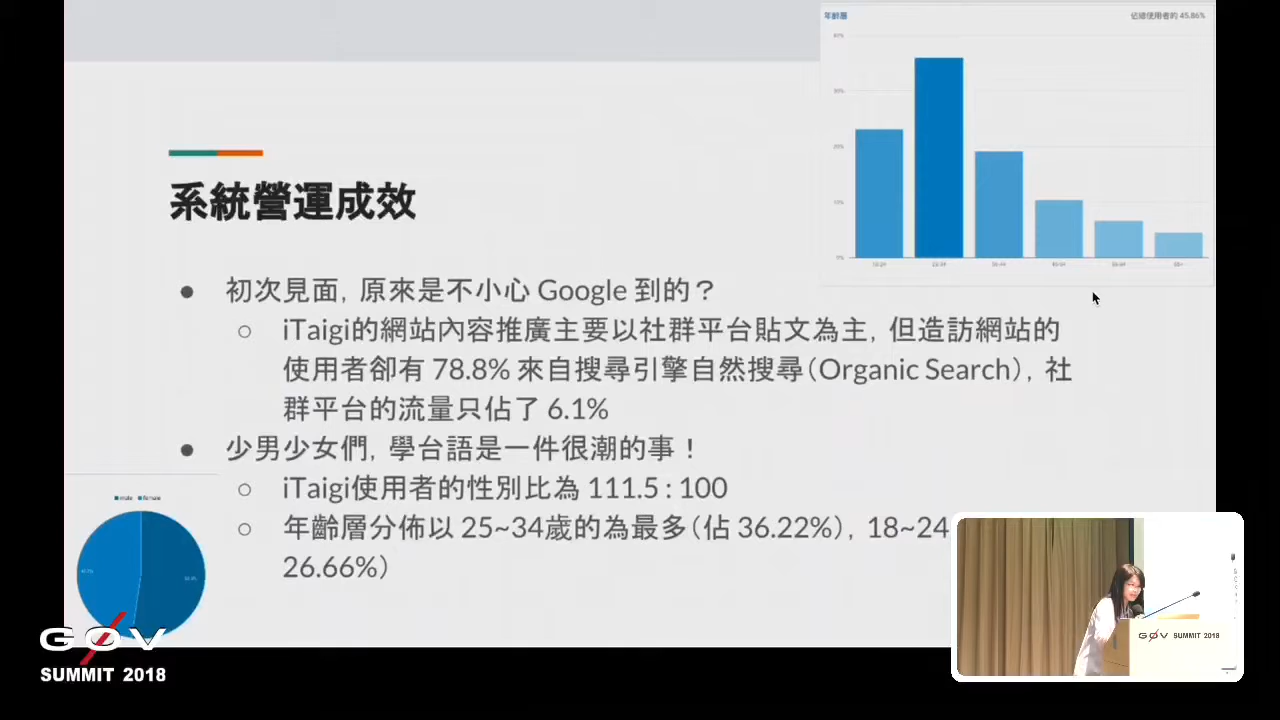 年齡層
佔總使用者的 45.86%
系統營運成效
● 初次見面，原來是不小心 Google 到的？
○ iTaigi的網站內容推廣主要以社群平台貼文為主，但造訪網站的
使用者卻有 78.8% 來自搜尋引擎自然搜尋（Organic Search），社
群平台的流量只佔了 6.1%
● 少男少女們，學台語是一件很潮的事！
○ iTaigi使用者的性別比為 111.5 : 100
○ 年齡層分佈以 25~34歲的為最多（佔 36.22%），18~24
26.66%）
male female
GØV
SUMMIT 2018
GØV SUMMIT 2018